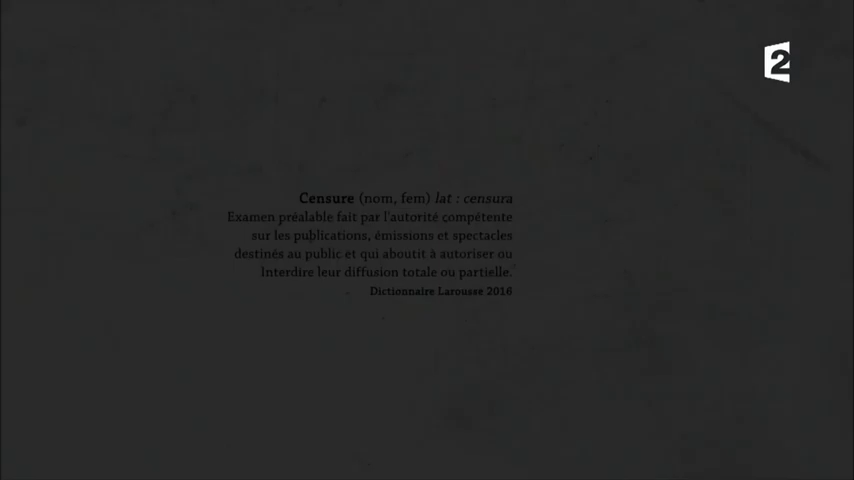 2
Censure (nom, fem) lat : censura
Examen préalable fait par l'autorité compétente
sur les publications, émissions et spectacles
destinés au public et qui aboutit à autoriser ou
Interdire leur diffusion totale ou partielle.
Dictionnaire Larousse 2016